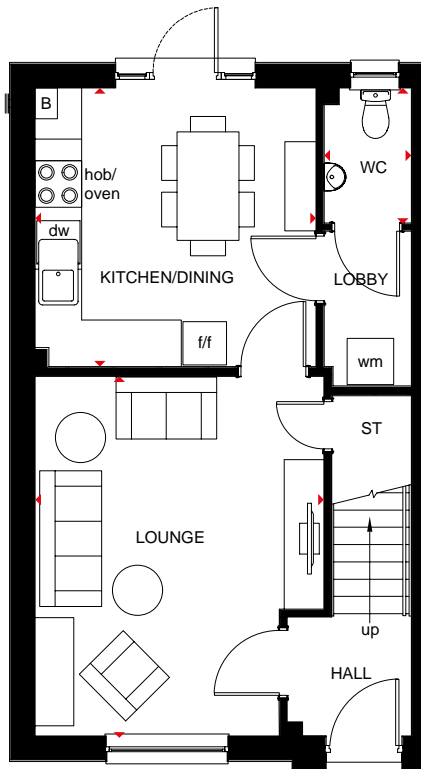 B
hob/
oven
WC
dw
KITCHEN/DINING
LOBBY
f/f
wm
ST
LOUNGE
up
HALL